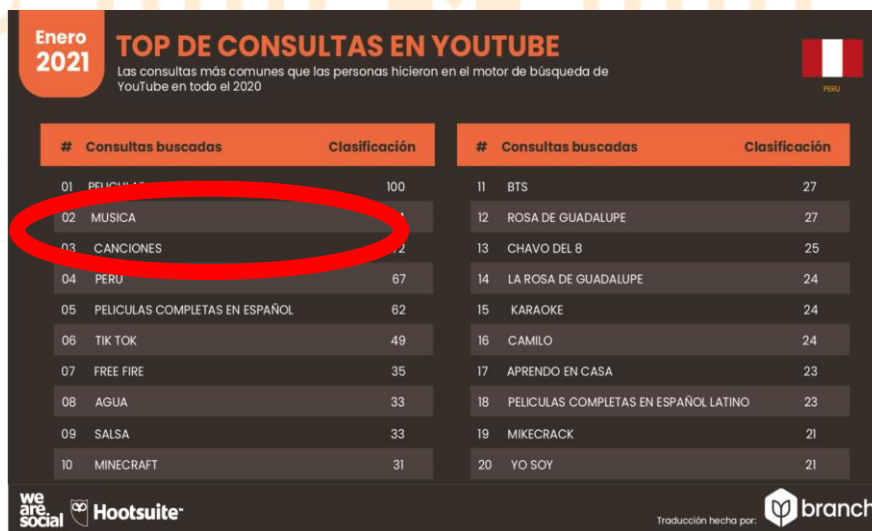 Enero
2021
TOP DE CONSULTAS EN YOUTUBE
Las consultas más comunes que las personas hicieron en el motor de búsqueda de
YouTube en todo el 2020
PERU
# Consultas buscadas Clasificación
01 100
02 MUSICA
03 CANCIONES
04 PERU 67
05 PELICULAS COMPLETAS EN ESPAÑOL 62
06 TIK TOK 49
07 FREE FIRE 35
08 AGUA 33
09 SALSA 33
10 MINECRAFT 31
# Consultas buscadas Clasificación
11 BTS 27
12 ROSA DE GUADALUPE 27
13 CHAVO DEL 8 25
14 LA ROSA DE GUADALUPE 24
15 KARAOKE 24
16 CAMILO 24
17 APRENDO EN CASA 23
18 PELICULAS COMPLETAS EN ESPAÑOL LATINO 23
19 MIKECRACK 21
20 YO SOY 21
we
are.
social
Hootsuite™
Traducción hecha por:
branch